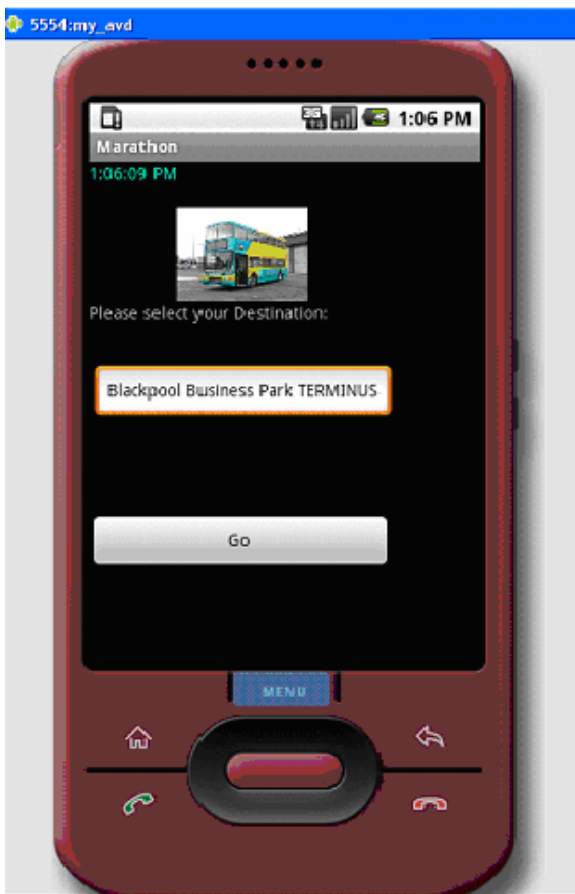 5554:my_avd
3G
1:06 PM
Marathon
1:06:09 PM
Please select your Destination:
Blackpool Business Park TERMINUS
Go
MENU